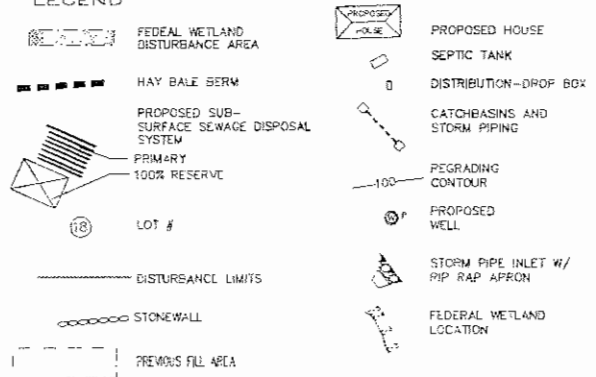 LEGEND
FEDEAL WETLAND
DISTURBANCE AREA
HAY BALE BERM
PROPOSED SUB-
SURFACE SEWAGE DISPOSAL
SYSTEM
PRIMARY
100% RESERVE
18
LOT #
DISTURBANCE LIMITS
STONEWALL
PREVIOUS FILL AREA
PROPOSED
HOUSE
PROPOSED HOUSE
SEPTIC TANK
DISTRIBUTION-DROP BOX
CATCHBASINS AND
STORM PIPING
100
REGRADING
CONTOUR
W P
PROPOSED
WELL
STORM PIPE INLET W/
RIP RAP APRON
FEDERAL WETLAND
LOCATION